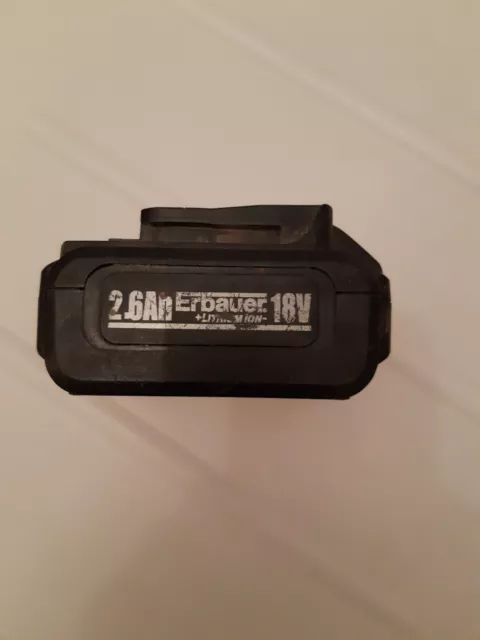 2.6Ah Erbauer 18V
+LITHIUM ION-